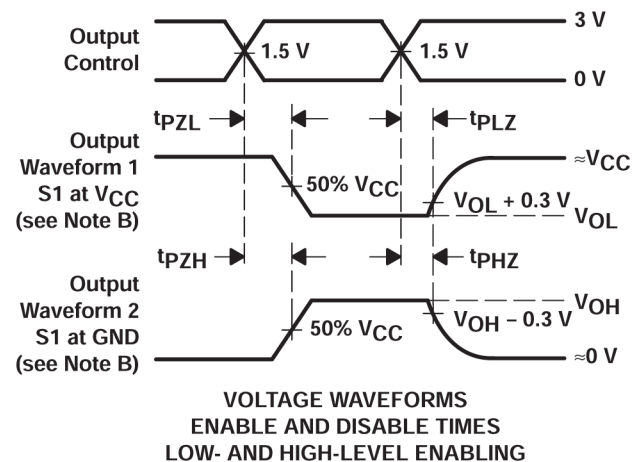 Output
Control
1.5 V
1.5 V
3 V
0 V
tPZL
tPLZ
Output
Waveform 1
S1 at VCC
(see Note B)
50% VCC
≈VCC
VOL + 0.3 V
VOL
tPZH
tPHZ
Output
Waveform 2
S1 at GND
(see Note B)
50% VCC
VOH
VOH − 0.3 V
≈0 V
VOLTAGE WAVEFORMS
ENABLE AND DISABLE TIMES
LOW- AND HIGH-LEVEL ENABLING